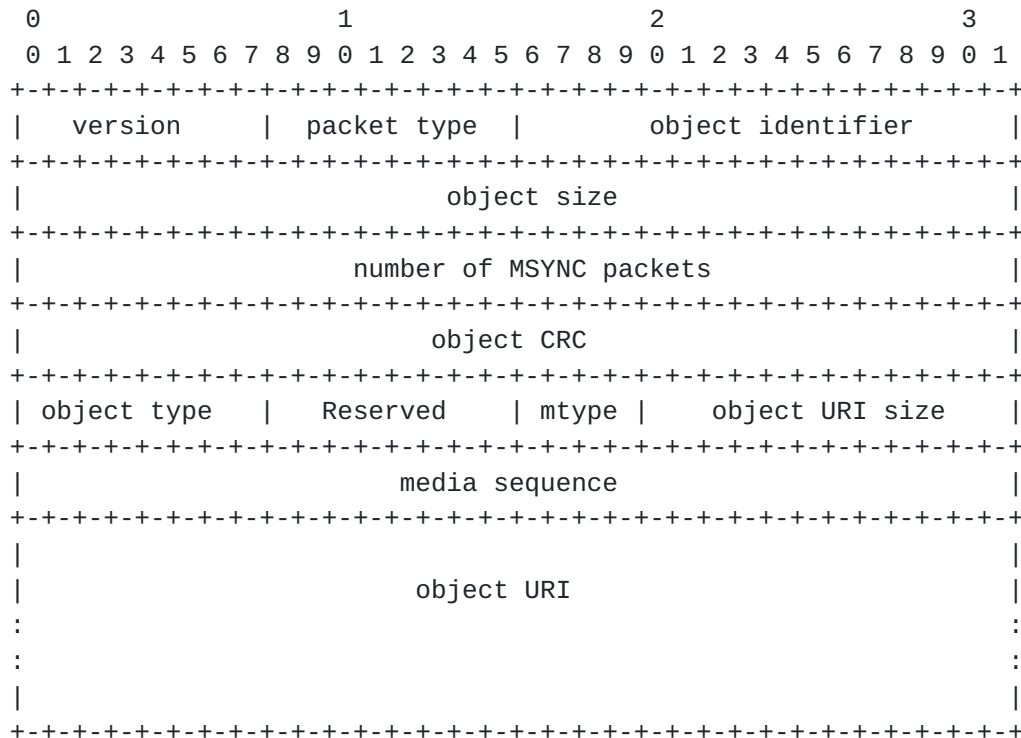 0                   1                   2                   3
 0 1 2 3 4 5 6 7 8 9 0 1 2 3 4 5 6 7 8 9 0 1 2 3 4 5 6 7 8 9 0 1
+-+-+-+-+-+-+-+-+-+-+-+-+-+-+-+-+-+-+-+-+-+-+-+-+-+-+-+-+-+-+-+-+
|   version     |  packet type  |        object identifier      |
+-+-+-+-+-+-+-+-+-+-+-+-+-+-+-+-+-+-+-+-+-+-+-+-+-+-+-+-+-+-+-+-+
|                           object size                         |
+-+-+-+-+-+-+-+-+-+-+-+-+-+-+-+-+-+-+-+-+-+-+-+-+-+-+-+-+-+-+-+-+
|                     number of MSYNC packets                   |
+-+-+-+-+-+-+-+-+-+-+-+-+-+-+-+-+-+-+-+-+-+-+-+-+-+-+-+-+-+-+-+-+
|                          object CRC                           |
+-+-+-+-+-+-+-+-+-+-+-+-+-+-+-+-+-+-+-+-+-+-+-+-+-+-+-+-+-+-+-+-+
| object type   |   Reserved    | mtype |    object URI size    |
+-+-+-+-+-+-+-+-+-+-+-+-+-+-+-+-+-+-+-+-+-+-+-+-+-+-+-+-+-+-+-+-+
|                        media sequence                         |
+-+-+-+-+-+-+-+-+-+-+-+-+-+-+-+-+-+-+-+-+-+-+-+-+-+-+-+-+-+-+-+-+
|                                                               |
|                         object URI                            |
:                                                               :
:                                                               :
|                                                               |
+-+-+-+-+-+-+-+-+-+-+-+-+-+-+-+-+-+-+-+-+-+-+-+-+-+-+-+-+-+-+-+-+